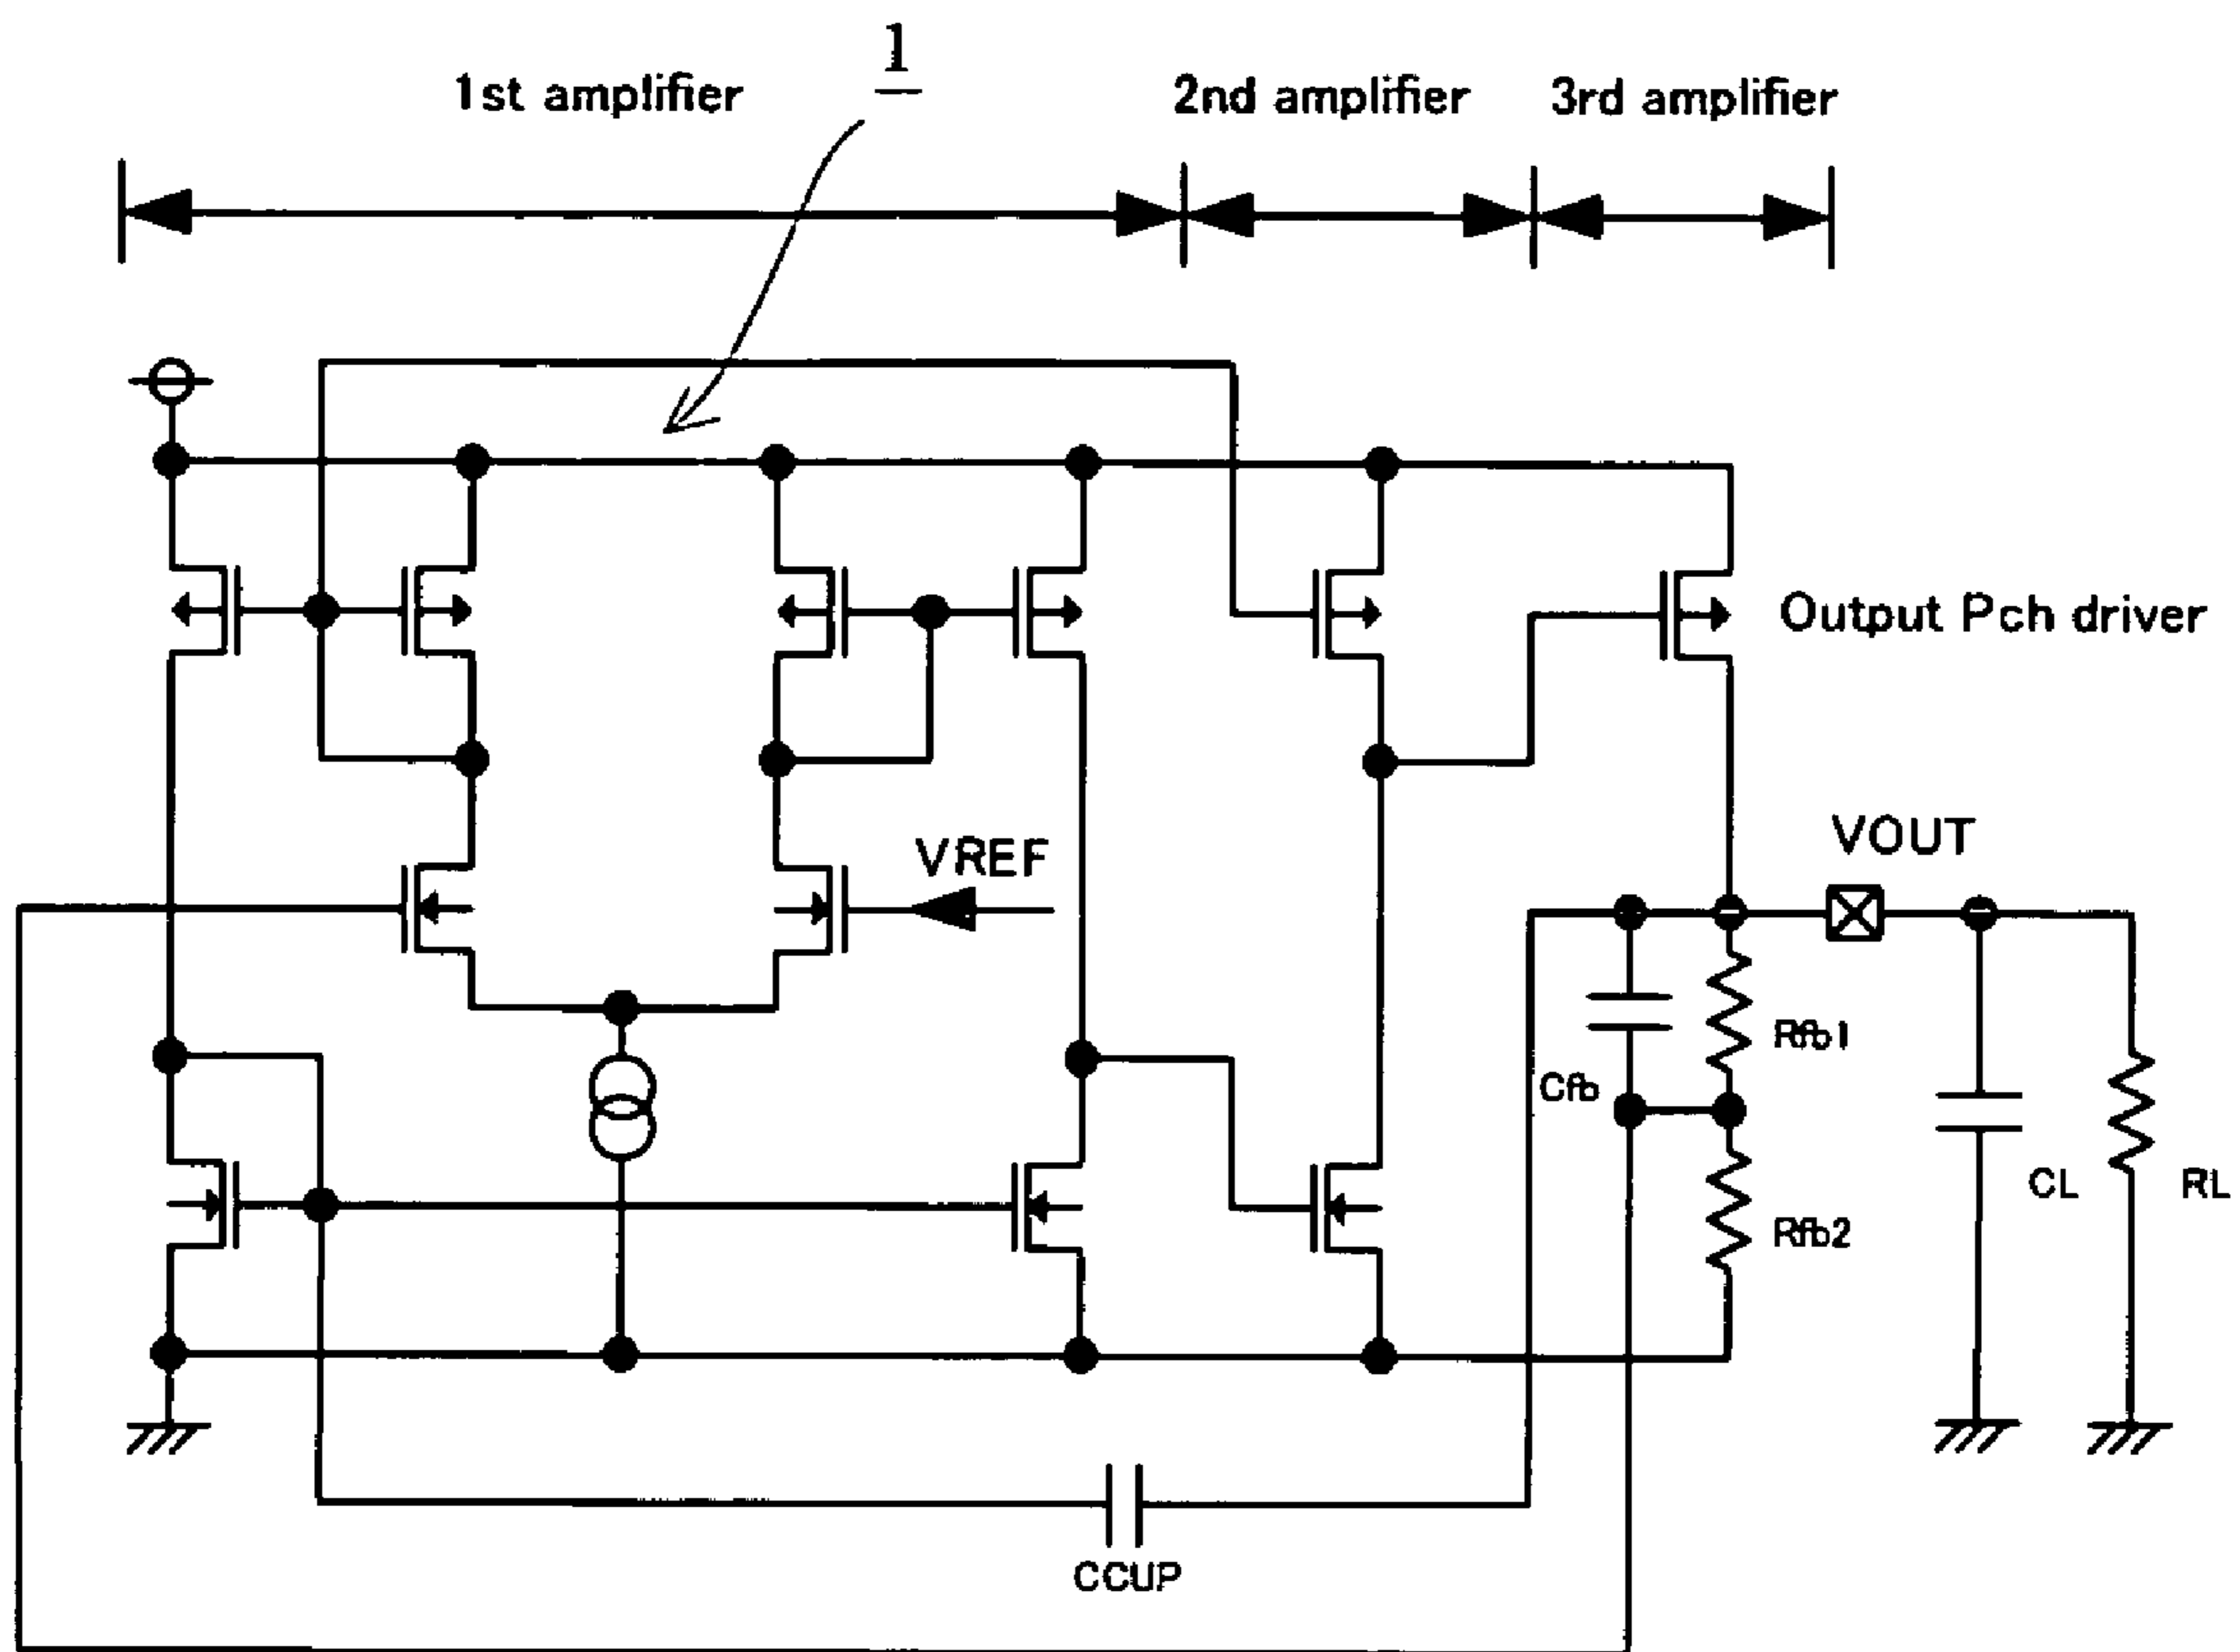 1
1st amplifier
2nd amplifier
3rd amplifier
Output Pch driver
VREF
VOUT
Rfb1
Cfb
CL
RL
Rfb2
CCUP